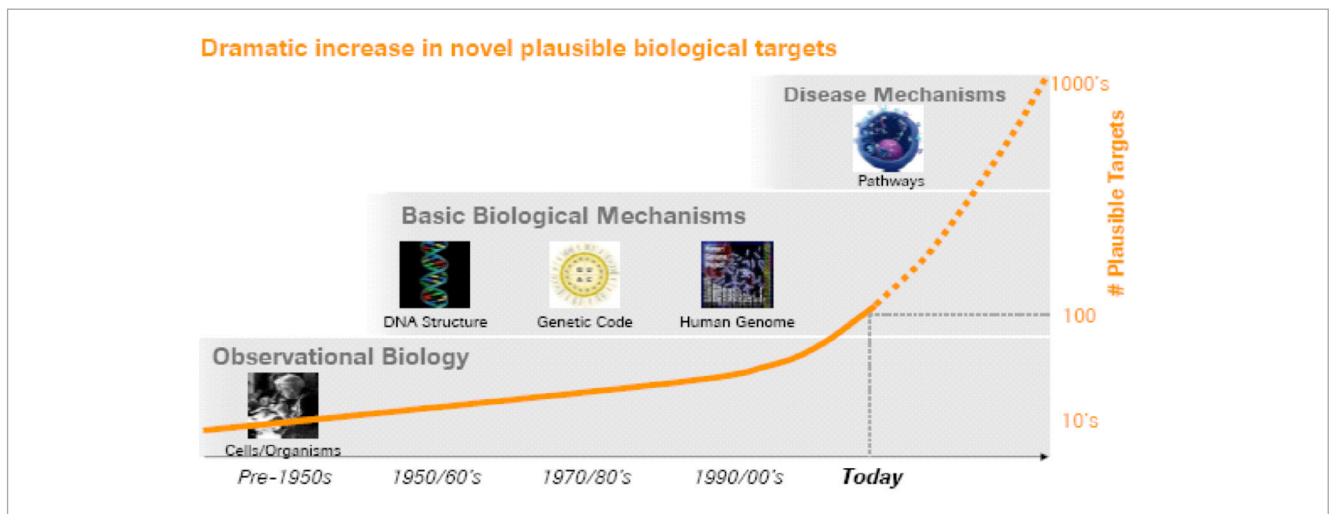 Dramatic increase in novel plausible biological targets
Disease Mechanisms
1000's
Pathways
# Plausible Targets
Basic Biological Mechanisms
DNA Structure
Genetic Code
Human Genome
100
Observational Biology
10's
Cells/Organisms
Pre-1950s
1950/60's
1970/80's
1990/00's
Today